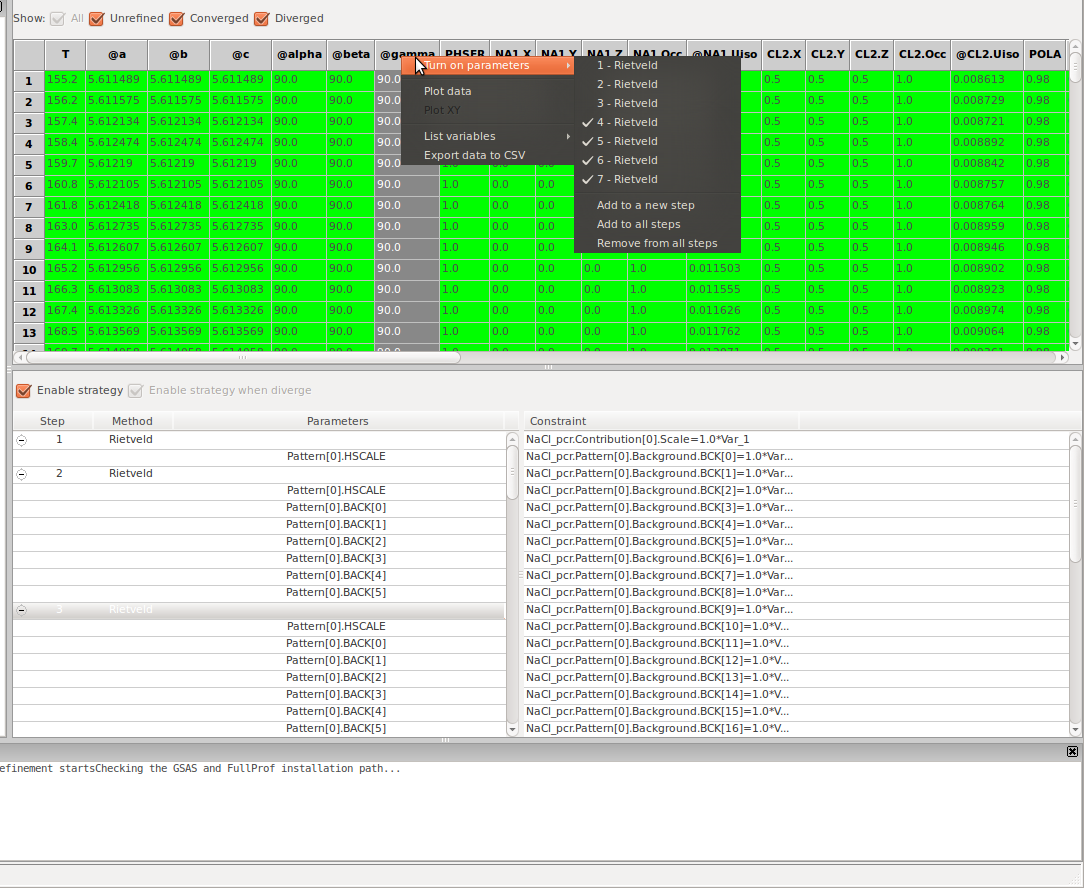 Show: All Unrefined Converged Diverged
T @a @b @c @alpha @beta @gamma PHSFR NA1.X NA1.Y NA1.Z NA1.Occ @NA1.Uiso CL2.X CL2.Y CL2.Z CL2.Occ @CL2.Uiso POLA
1 155.2 5.611489 5.611489 5.611489 90.0 90.0 90.0 0.5 0.5 0.5 1.0 0.008613 0.98
2 156.2 5.611575 5.611575 5.611575 90.0 90.0 90.0 0.5 0.5 0.5 1.0 0.008729 0.98
3 157.4 5.612134 5.612134 5.612134 90.0 90.0 90.0 0.5 0.5 0.5 1.0 0.008721 0.98
4 158.4 5.612474 5.612474 5.612474 90.0 90.0 90.0 0.5 0.5 0.5 1.0 0.008892 0.98
5 159.7 5.61219 5.61219 5.61219 90.0 90.0 90.0 0.5 0.5 0.5 1.0 0.008842 0.98
6 160.8 5.612105 5.612105 5.612105 90.0 90.0 90.0 1.0 0.0 0.0 0.5 0.5 0.5 1.0 0.008757 0.98
7 161.8 5.612418 5.612418 5.612418 90.0 90.0 90.0 1.0 0.0 0.0 0.5 0.5 0.5 1.0 0.008764 0.98
8 163.0 5.612735 5.612735 5.612735 90.0 90.0 90.0 1.0 0.0 0.0 0.5 0.5 0.5 1.0 0.008959 0.98
9 164.1 5.612607 5.612607 5.612607 90.0 90.0 90.0 1.0 0.0 0.0 0.5 0.5 0.5 1.0 0.008946 0.98
10 165.2 5.612956 5.612956 5.612956 90.0 90.0 90.0 1.0 0.0 0.0 0.0 1.0 0.011503 0.5 0.5 0.5 1.0 0.008902 0.98
11 166.3 5.613083 5.613083 5.613083 90.0 90.0 90.0 1.0 0.0 0.0 0.0 1.0 0.011555 0.5 0.5 0.5 1.0 0.008923 0.98
12 167.4 5.613326 5.613326 5.613326 90.0 90.0 90.0 1.0 0.0 0.0 0.0 1.0 0.011626 0.5 0.5 0.5 1.0 0.008974 0.98
13 168.5 5.613569 5.613569 5.613569 90.0 90.0 90.0 1.0 0.0 0.0 0.0 1.0 0.011762 0.5 0.5 0.5 1.0 0.009064 0.98
Turn on parameters
Plot data
Plot XY
List variables
Export data to CSV
1 - Rietveld
2 - Rietveld
3 - Rietveld
4 - Rietveld
5 - Rietveld
6 - Rietveld
7 - Rietveld
Add to a new step
Add to all steps
Remove from all steps
Enable strategy Enable strategy when diverge
Step Method Parameters Constraint
1 Rietveld NaCl_pcr.Contribution[0].Scale=1.0*Var_1
Pattern[0].HSCALE NaCl_pcr.Pattern[0].Background.BCK[0]=1.0*Var...
2 Rietveld NaCl_pcr.Pattern[0].Background.BCK[1]=1.0*Var...
Pattern[0].HSCALE NaCl_pcr.Pattern[0].Background.BCK[2]=1.0*Var...
Pattern[0].BACK[0] NaCl_pcr.Pattern[0].Background.BCK[3]=1.0*Var...
Pattern[0].BACK[1] NaCl_pcr.Pattern[0].Background.BCK[4]=1.0*Var...
Pattern[0].BACK[2] NaCl_pcr.Pattern[0].Background.BCK[5]=1.0*Var...
Pattern[0].BACK[3] NaCl_pcr.Pattern[0].Background.BCK[6]=1.0*Var...
Pattern[0].BACK[4] NaCl_pcr.Pattern[0].Background.BCK[7]=1.0*Var...
Pattern[0].BACK[5] NaCl_pcr.Pattern[0].Background.BCK[8]=1.0*Var...
3 Rietveld NaCl_pcr.Pattern[0].Background.BCK[9]=1.0*Var...
Pattern[0].HSCALE NaCl_pcr.Pattern[0].Background.BCK[10]=1.0*V...
Pattern[0].BACK[0] NaCl_pcr.Pattern[0].Background.BCK[11]=1.0*V...
Pattern[0].BACK[1] NaCl_pcr.Pattern[0].Background.BCK[12]=1.0*V...
Pattern[0].BACK[2] NaCl_pcr.Pattern[0].Background.BCK[13]=1.0*V...
Pattern[0].BACK[3] NaCl_pcr.Pattern[0].Background.BCK[14]=1.0*V...
Pattern[0].BACK[4] NaCl_pcr.Pattern[0].Background.BCK[15]=1.0*V...
Pattern[0].BACK[5] NaCl_pcr.Pattern[0].Background.BCK[16]=1.0*V...
efinement startsChecking the GSAS and FullProf installation path...